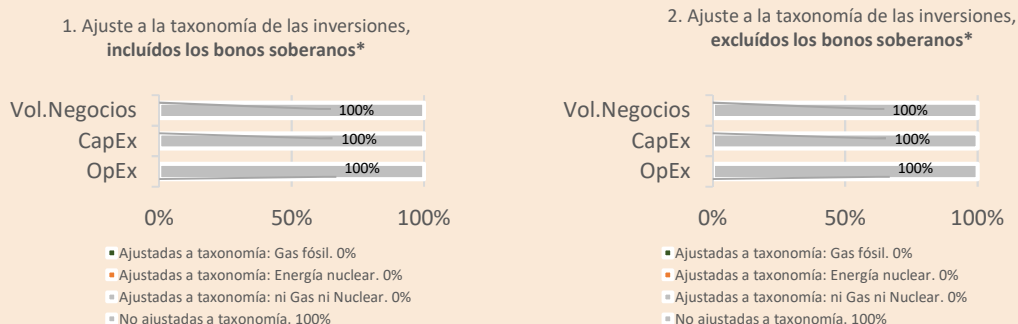 1. Ajuste a la taxonomía de las inversiones,
incluídos los bonos soberanos*
Vol.Negocios
100%
CapEx
100%
OpEx
100%
0%
50%
100%
Ajustadas a taxonomía: Gas fósil. 0%
Ajustadas a taxonomía: Energía nuclear. 0%
Ajustadas a taxonomía: ni Gas ni Nuclear. 0%
No ajustadas a taxonomía. 100%
2. Ajuste a la taxonomía de las inversiones,
excluídos los bonos soberanos*
Vol.Negocios
100%
CapEx
100%
OpEx
100%
0%
50%
100%
Ajustadas a taxonomía: Gas fósil. 0%
Ajustadas a taxonomía: Energía nuclear. 0%
Ajustadas a taxonomía: ni Gas ni Nuclear. 0%
No ajustadas a taxonomía. 100%